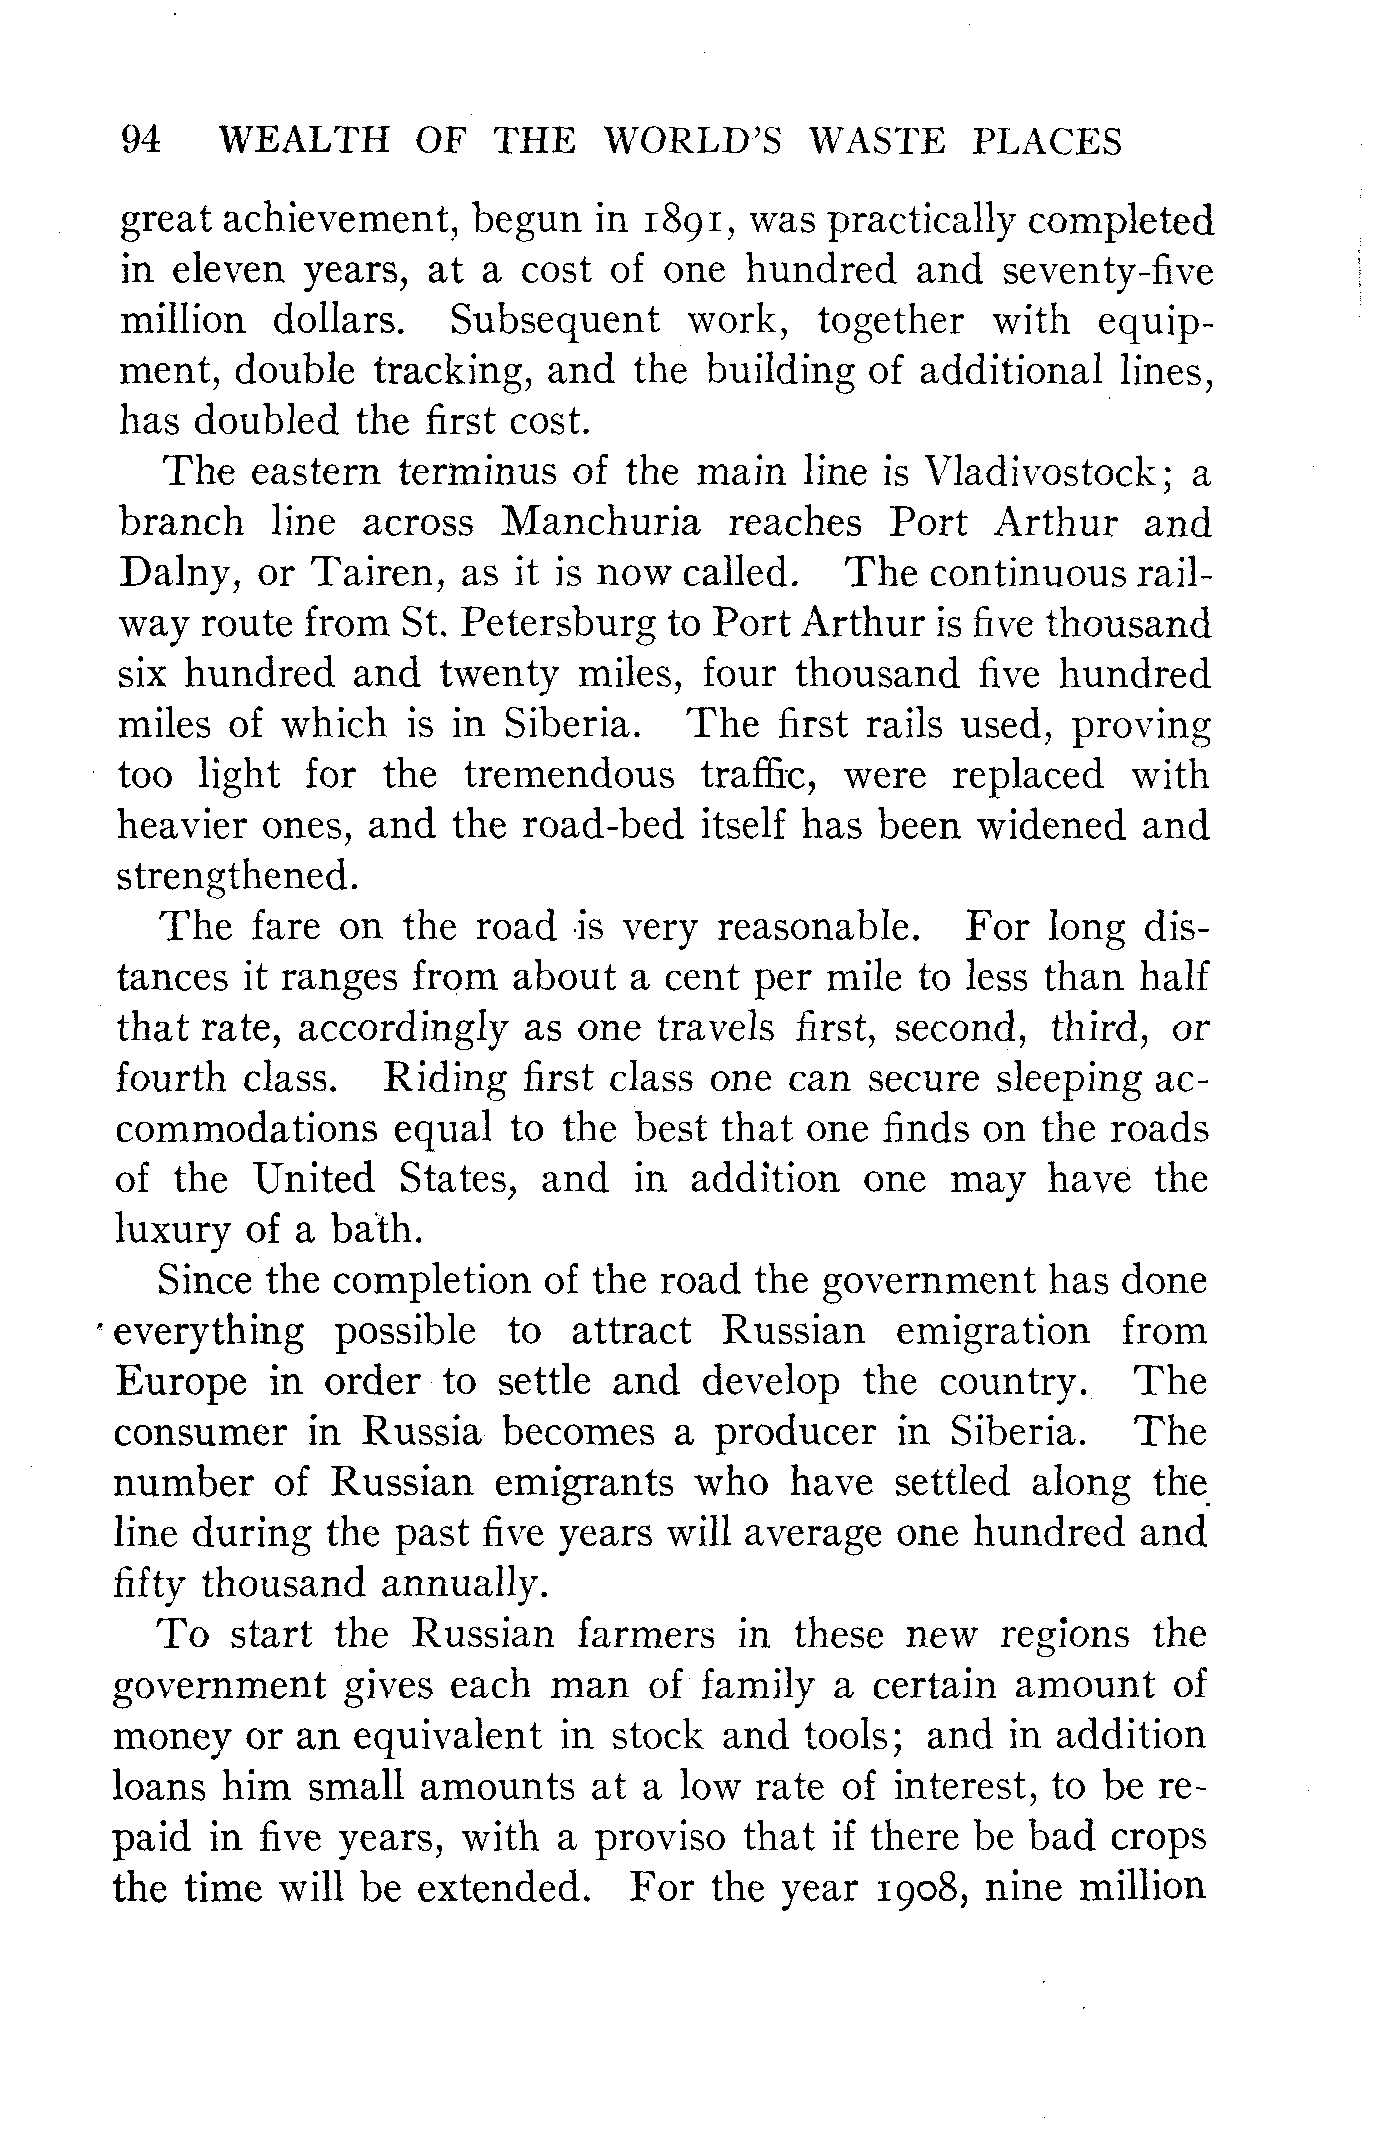 94 WEALTH OF THE WORLD'S WASTE PLACES
great achievement, begun in 1891, was practically completed
in eleven years, at a cost of one hundred and seventy-five
million dollars. Subsequent work, together with equip-
ment, double tracking, and the building of additional lines,
has doubled the first cost.
The eastern terminus of the main line is Vladivostock; a
branch line across Manchuria reaches Port Arthur and
Dalny, or Tairen, as it is now called. The continuous rail-
way route from St. Petersburg to Port Arthur is five thousand
six hundred and twenty miles, four thousand five hundred
miles of which is in Siberia. The first rails used, proving
too light for the tremendous traffic, were replaced with
heavier ones, and the road-bed itself has been widened and
strengthened.
The fare on the road is very reasonable. For long dis-
tances it ranges from about a cent per mile to less than half
that rate, accordingly as one travels first, second, third, or
fourth class. Riding first class one can secure sleeping ac-
commodations equal to the best that one finds on the roads
of the United States, and in addition one may have the
luxury of a bath.
Since the completion of the road the government has done
everything possible to attract Russian emigration from
Europe in order to settle and develop the country. The
consumer in Russia becomes a producer in Siberia. The
number of Russian emigrants who have settled along the
line during the past five years will average one hundred and
fifty thousand annually.
To start the Russian farmers in these new regions the
government gives each man of family a certain amount of
money or an equivalent in stock and tools; and in addition
loans him small amounts at a low rate of interest, to be re-
paid in five years, with a proviso that if there be bad crops
the time will be extended. For the year 1908, nine million